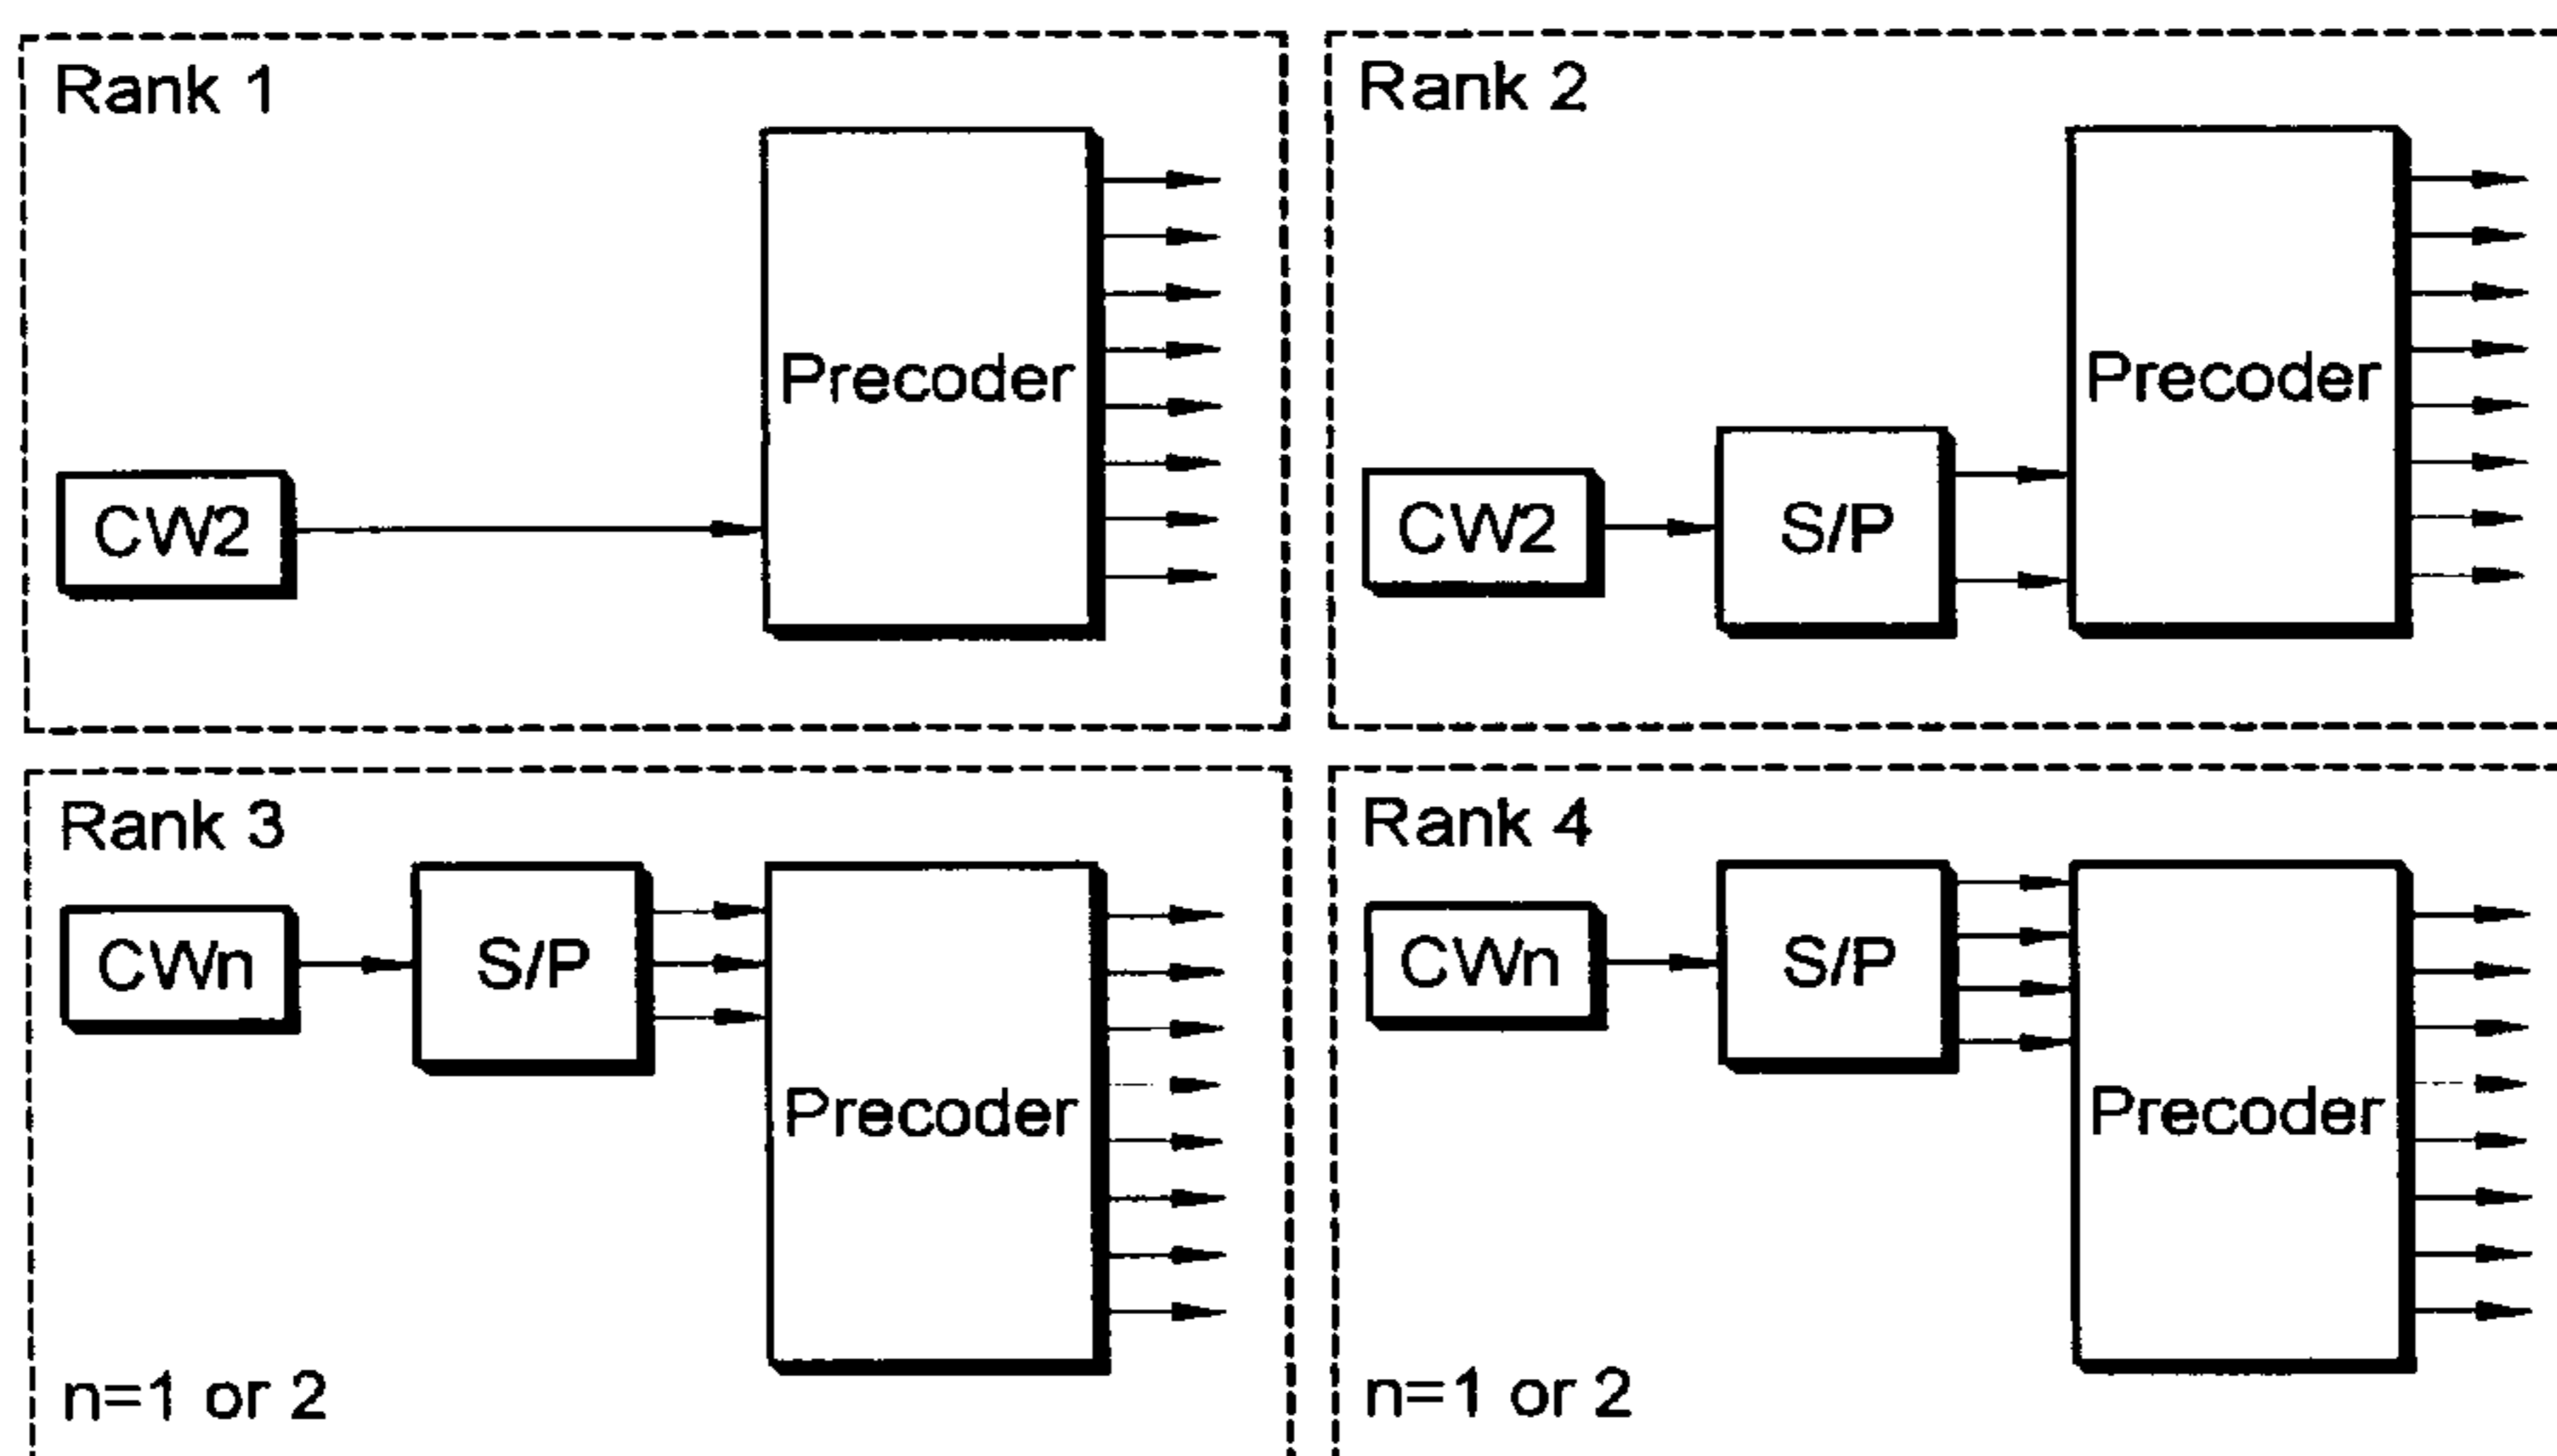 Rank 1
Precoder
CW2
Rank 2
Precoder
CW2
S/P
Rank 3
CWn
S/P
Precoder
n=1 or 2
Rank 4
CWn
S/P
Precoder
n=1 or 2